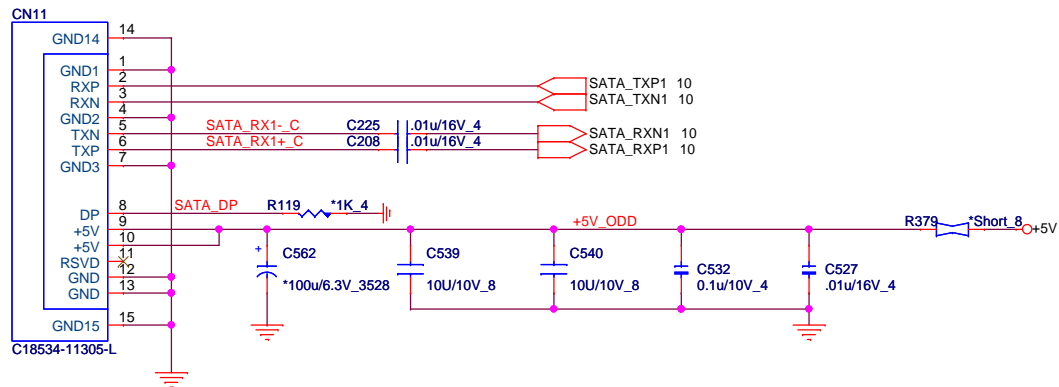 CN11
GND14 14
GND1 1
RXP 2 SATA_TXP1 10
RXN 3 SATA_TXN1 10
GND2 4
TXN 5 SATA_RX1-_C C225 .01u/16V_4 SATA_RXN1 10
TXP 6 SATA_RX1+_C C208 .01u/16V_4 SATA_RXP1 10
GND3 7
DP 8 SATA_DP R119 *1K_4
+5V 9 +5V_ODD R379 *Short_8 +5V
+5V 10
RSVD 11
GND 12
GND 13
+ C562 C539 C540 C532 C527
*100u/6.3V_3528 10U/10V_8 10U/10V_8 0.1u/10V_4 .01u/16V_4
GND15 15
C18534-11305-L